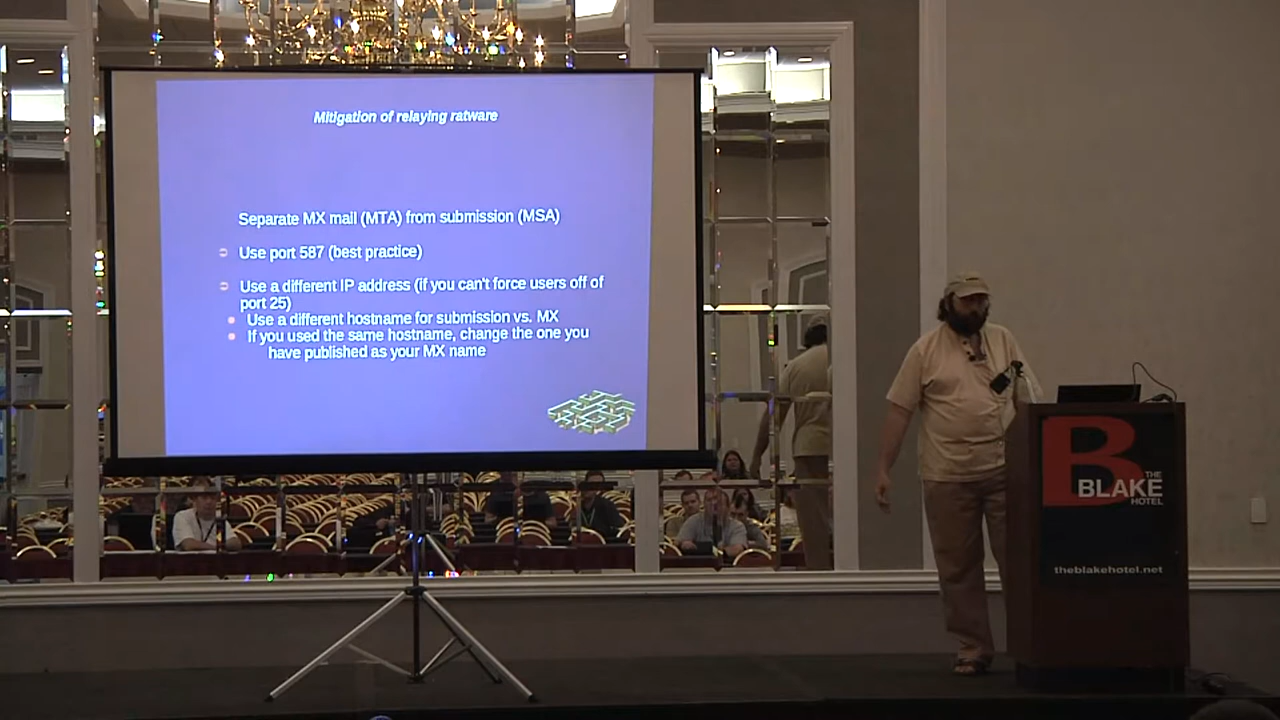 Mitigation of relaying ratware
Separate MX mail (MTA) from submission (MSA)
Use port 587 (best practice)
Use a different IP address (if you can't force users off of
port 25)
Use a different hostname for submission vs. MX
If you used the same hostname, change the one you
have published as your MX name
B
THE
BLAKE
HOTEL
theblakehotel.net